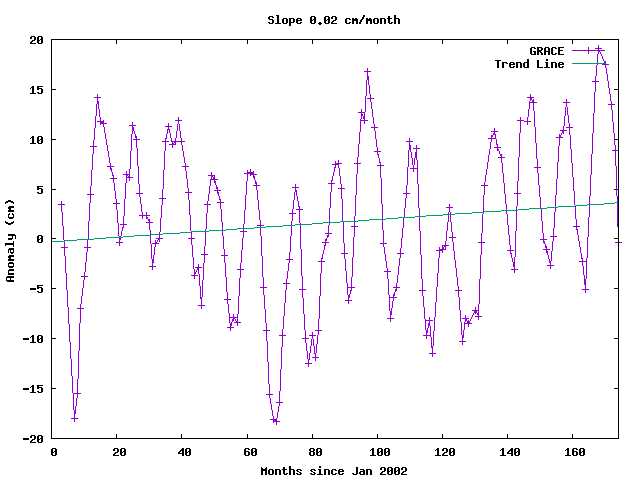 Slope 0.02 cm/month
20
15
10
5
0
-5
-10
-15
-20
Anomaly (cm)
GRACE
Trend Line
0 20 40 60 80 100 120 140 160
Months since Jan 2002